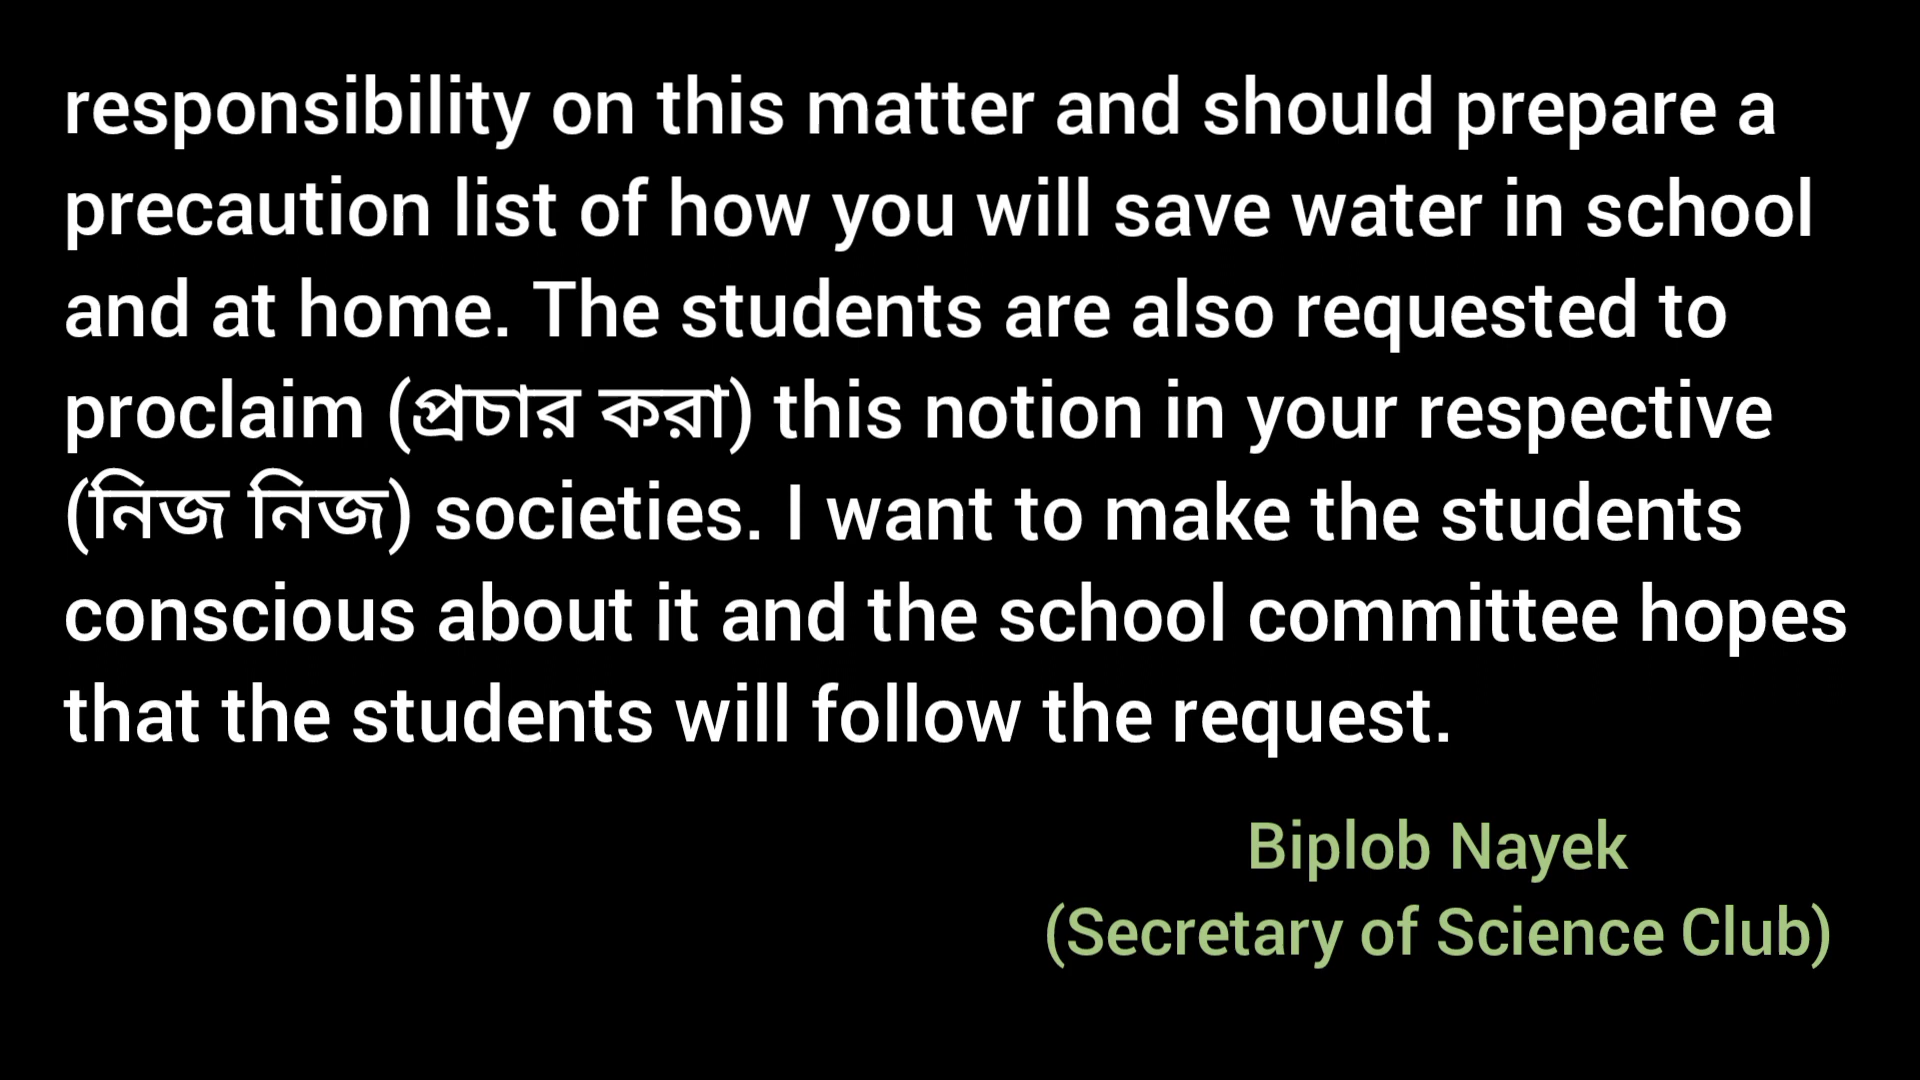 responsibility on this matter and should prepare a
precaution list of how you will save water in school
and at home. The students are also requested to
proclaim (প্রচার করা) this notion in your respective
(নিজ নিজ) societies. I want to make the students
conscious about it and the school committee hopes
that the students will follow the request.
Biplob Nayek
(Secretary of Science Club)